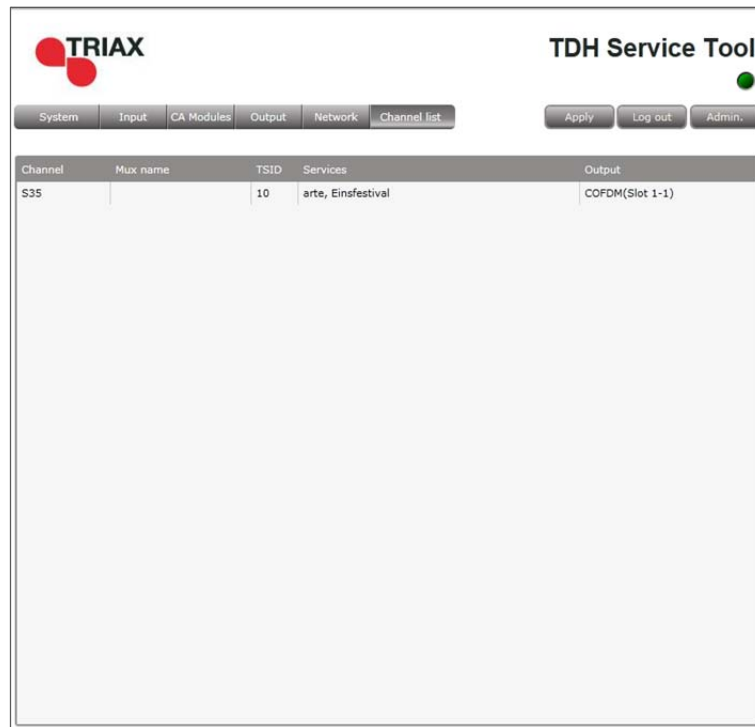 TRIAX
TDH Service Tool
System Input CA Modules Output Network Channel list Apply Log out Admin.
Channel Mux name TSID Services Output
S35 10 arte, Einsfestival COFDM(Slot 1-1)